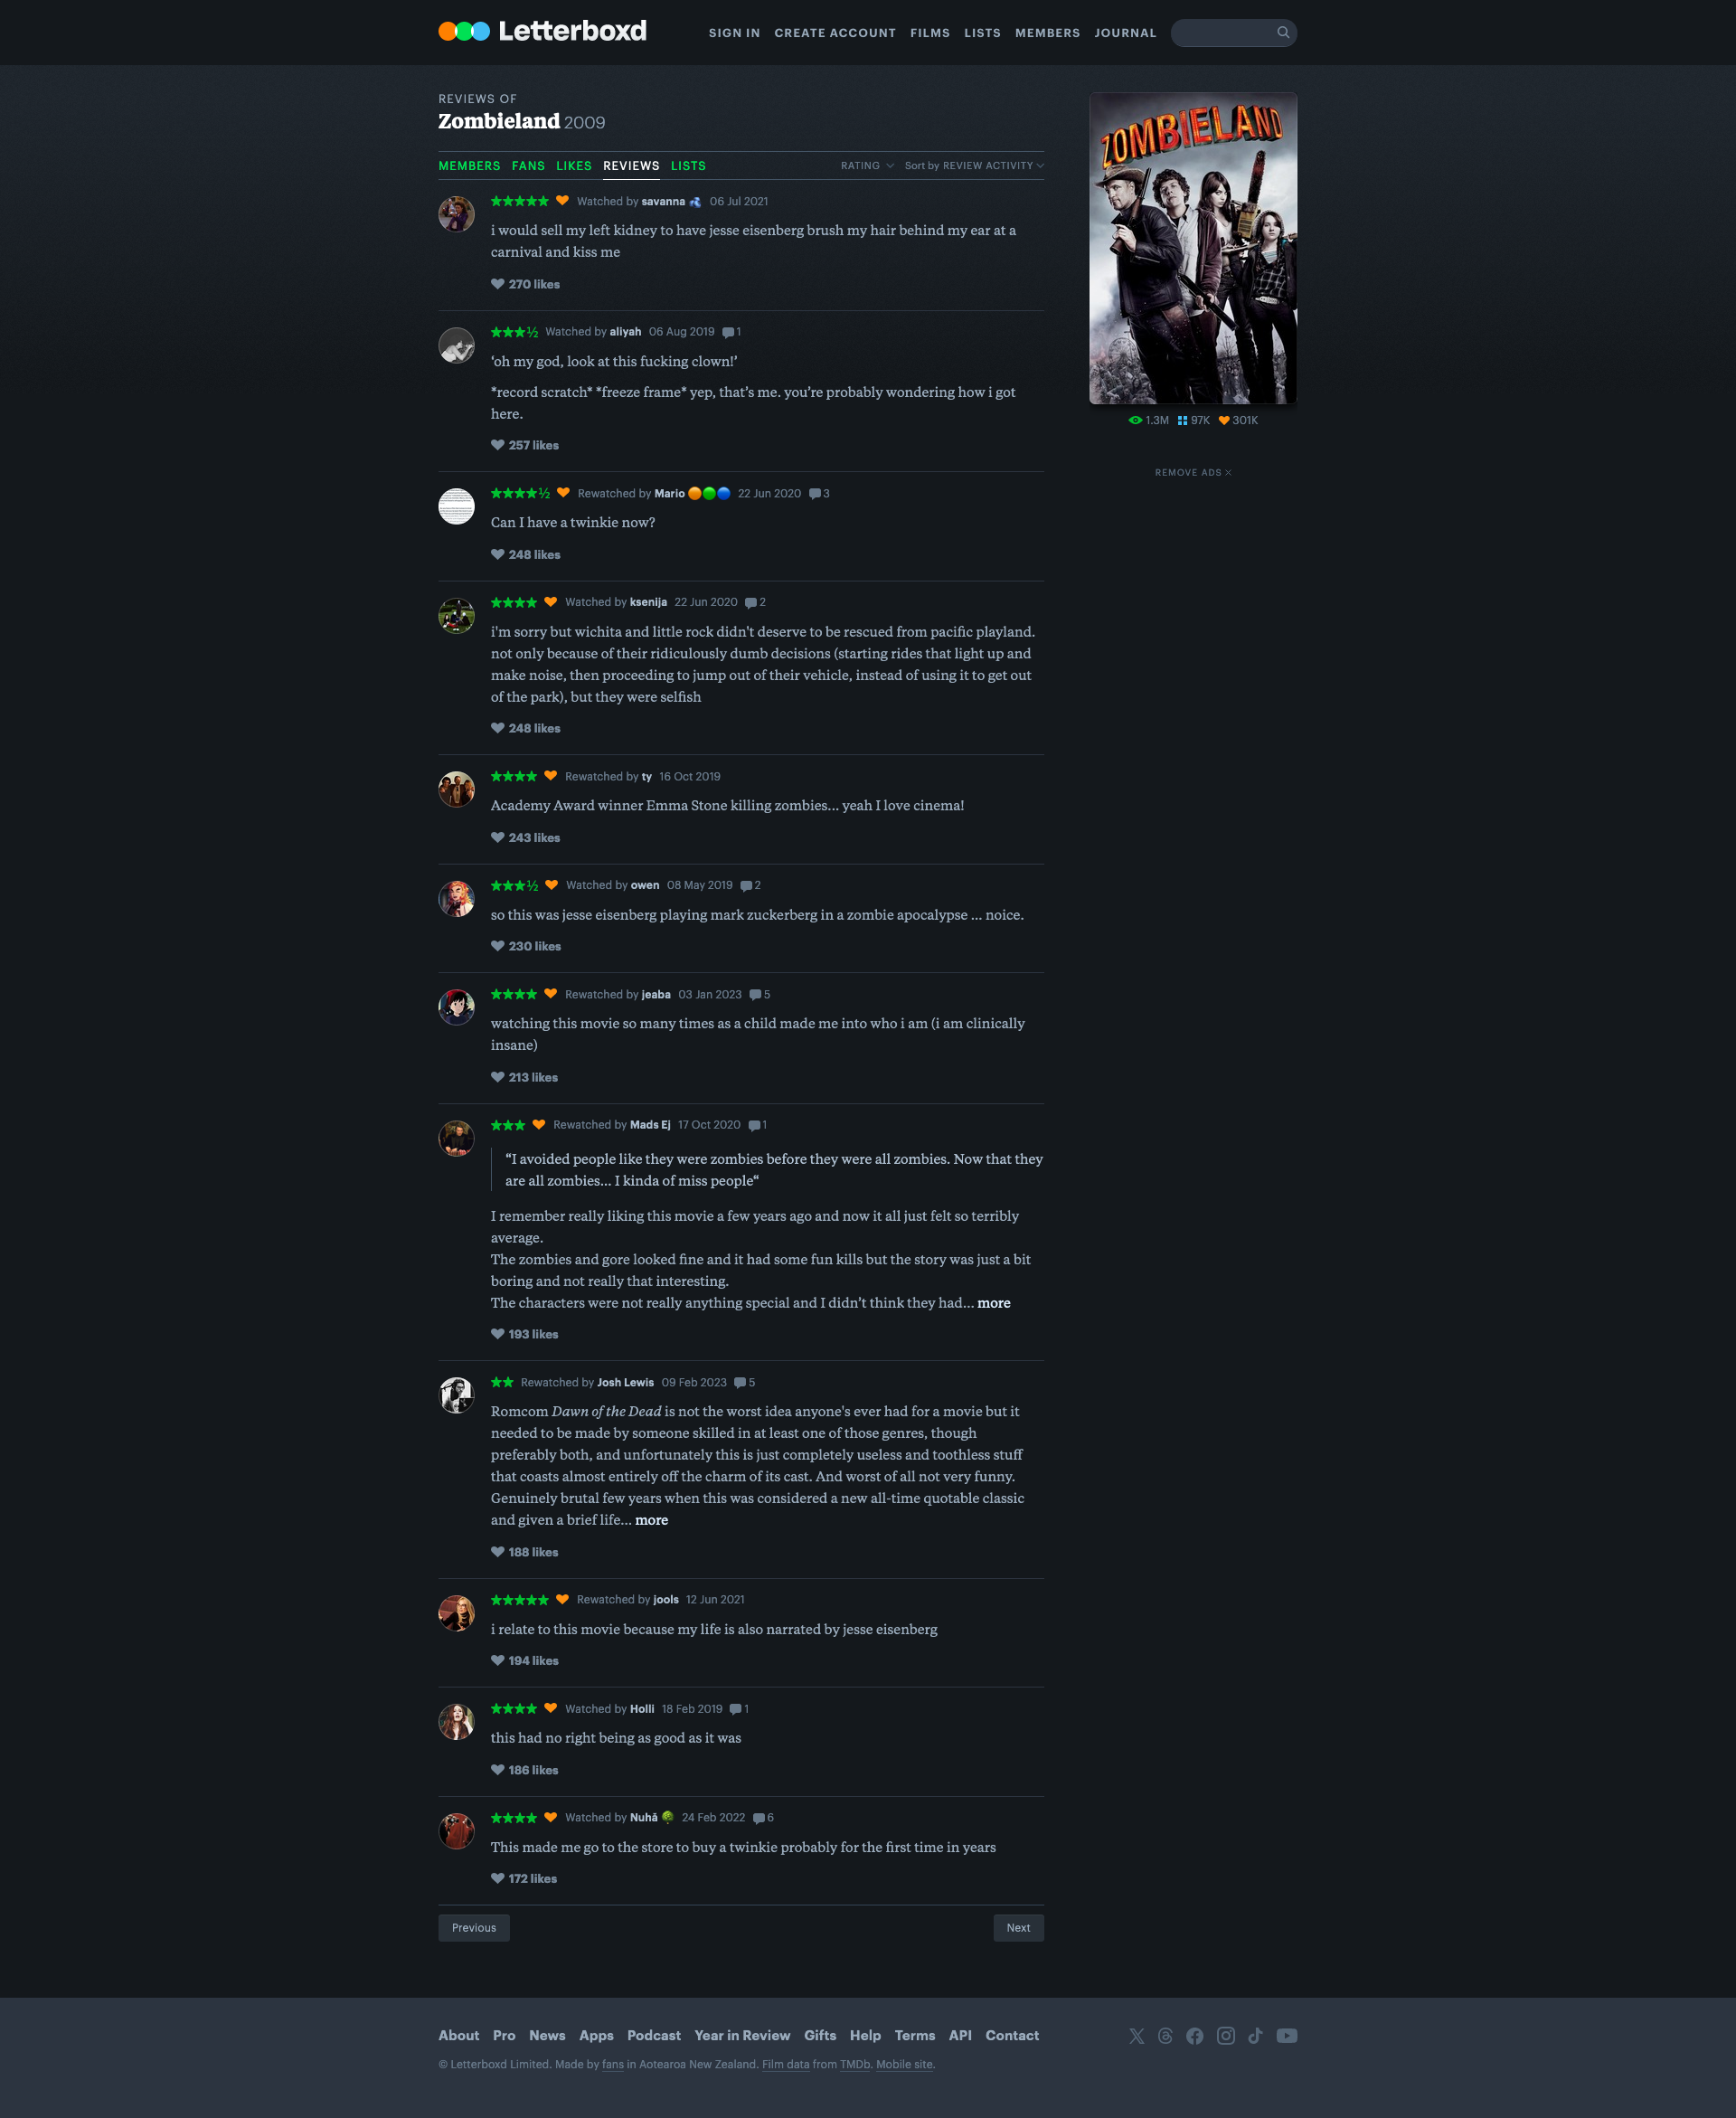 Letterboxd
SIGN IN CREATE ACCOUNT FILMS LISTS MEMBERS JOURNAL
REVIEWS OF
Zombieland 2009
MEMBERS FANS LIKES REVIEWS LISTS
RATING Sort by REVIEW ACTIVITY
ZOMBIELAND
1.3M 97K 301K
REMOVE ADS
★★★★★ Watched by savanna 06 Jul 2021
i would sell my left kidney to have jesse eisenberg brush my hair behind my ear at a
carnival and kiss me
270 likes
★★★½ Watched by aliyah 06 Aug 2019 1
‘oh my god, look at this fucking clown!’
*record scratch* *freeze frame* yep, that’s me. you’re probably wondering how i got
here.
257 likes
★★★★½ Rewatched by Mario 🟠🟢🔵 22 Jun 2020 3
Can I have a twinkie now?
248 likes
★★★★ Watched by ksenija 22 Jun 2020 2
i'm sorry but wichita and little rock didn't deserve to be rescued from pacific playland.
not only because of their ridiculously dumb decisions (starting rides that light up and
make noise, then proceeding to jump out of their vehicle, instead of using it to get out
of the park), but they were selfish
248 likes
★★★★ Rewatched by ty 16 Oct 2019
Academy Award winner Emma Stone killing zombies... yeah I love cinema!
243 likes
★★★½ Watched by owen 08 May 2019 2
so this was jesse eisenberg playing mark zuckerberg in a zombie apocalypse ... noice.
230 likes
★★★★ Rewatched by jeaba 03 Jan 2023 5
watching this movie so many times as a child made me into who i am (i am clinically
insane)
213 likes
★★★ Rewatched by Mads Ej 17 Oct 2020 1
“I avoided people like they were zombies before they were all zombies. Now that they
are all zombies… I kinda of miss people“
I remember really liking this movie a few years ago and now it all just felt so terribly
average.
The zombies and gore looked fine and it had some fun kills but the story was just a bit
boring and not really that interesting.
The characters were not really anything special and I didn’t think they had… more
193 likes
★★ Rewatched by Josh Lewis 09 Feb 2023 5
Romcom Dawn of the Dead is not the worst idea anyone's ever had for a movie but it
needed to be made by someone skilled in at least one of those genres, though
preferably both, and unfortunately this is just completely useless and toothless stuff
that coasts almost entirely off the charm of its cast. And worst of all not very funny.
Genuinely brutal few years when this was considered a new all-time quotable classic
and given a brief life… more
188 likes
★★★★★ Rewatched by jools 12 Jun 2021
i relate to this movie because my life is also narrated by jesse eisenberg
194 likes
★★★★ Watched by Holli 18 Feb 2019 1
this had no right being as good as it was
186 likes
★★★★ Watched by Nuhā 🌳 24 Feb 2022 6
This made me go to the store to buy a twinkie probably for the first time in years
172 likes
Previous Next
About Pro News Apps Podcast Year in Review Gifts Help Terms API Contact
© Letterboxd Limited. Made by fans in Aotearoa New Zealand. Film data from TMDb. Mobile site.